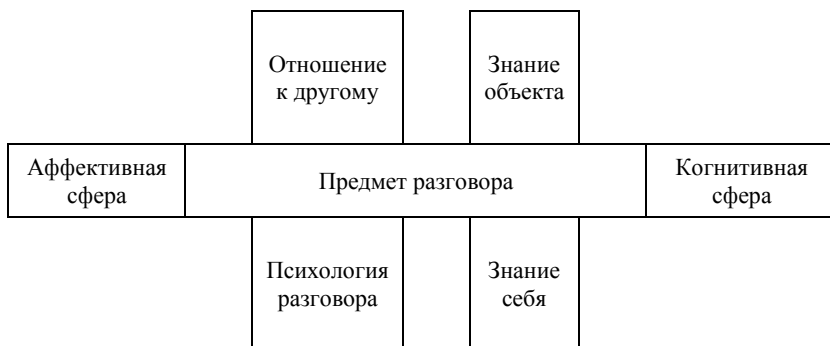 Отношение
к другому
Знание
объекта
Аффективная
сфера
Предмет разговора
Когнитивная
сфера
Психология
разговора
Знание
себя